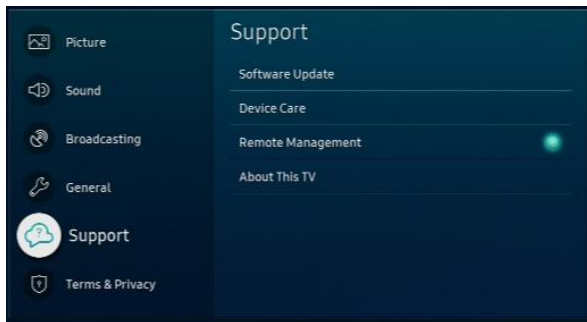 Picture
Sound
Broadcasting
General
Support
Terms & Privacy
Support
Software Update
Device Care
Remote Management
About This TV